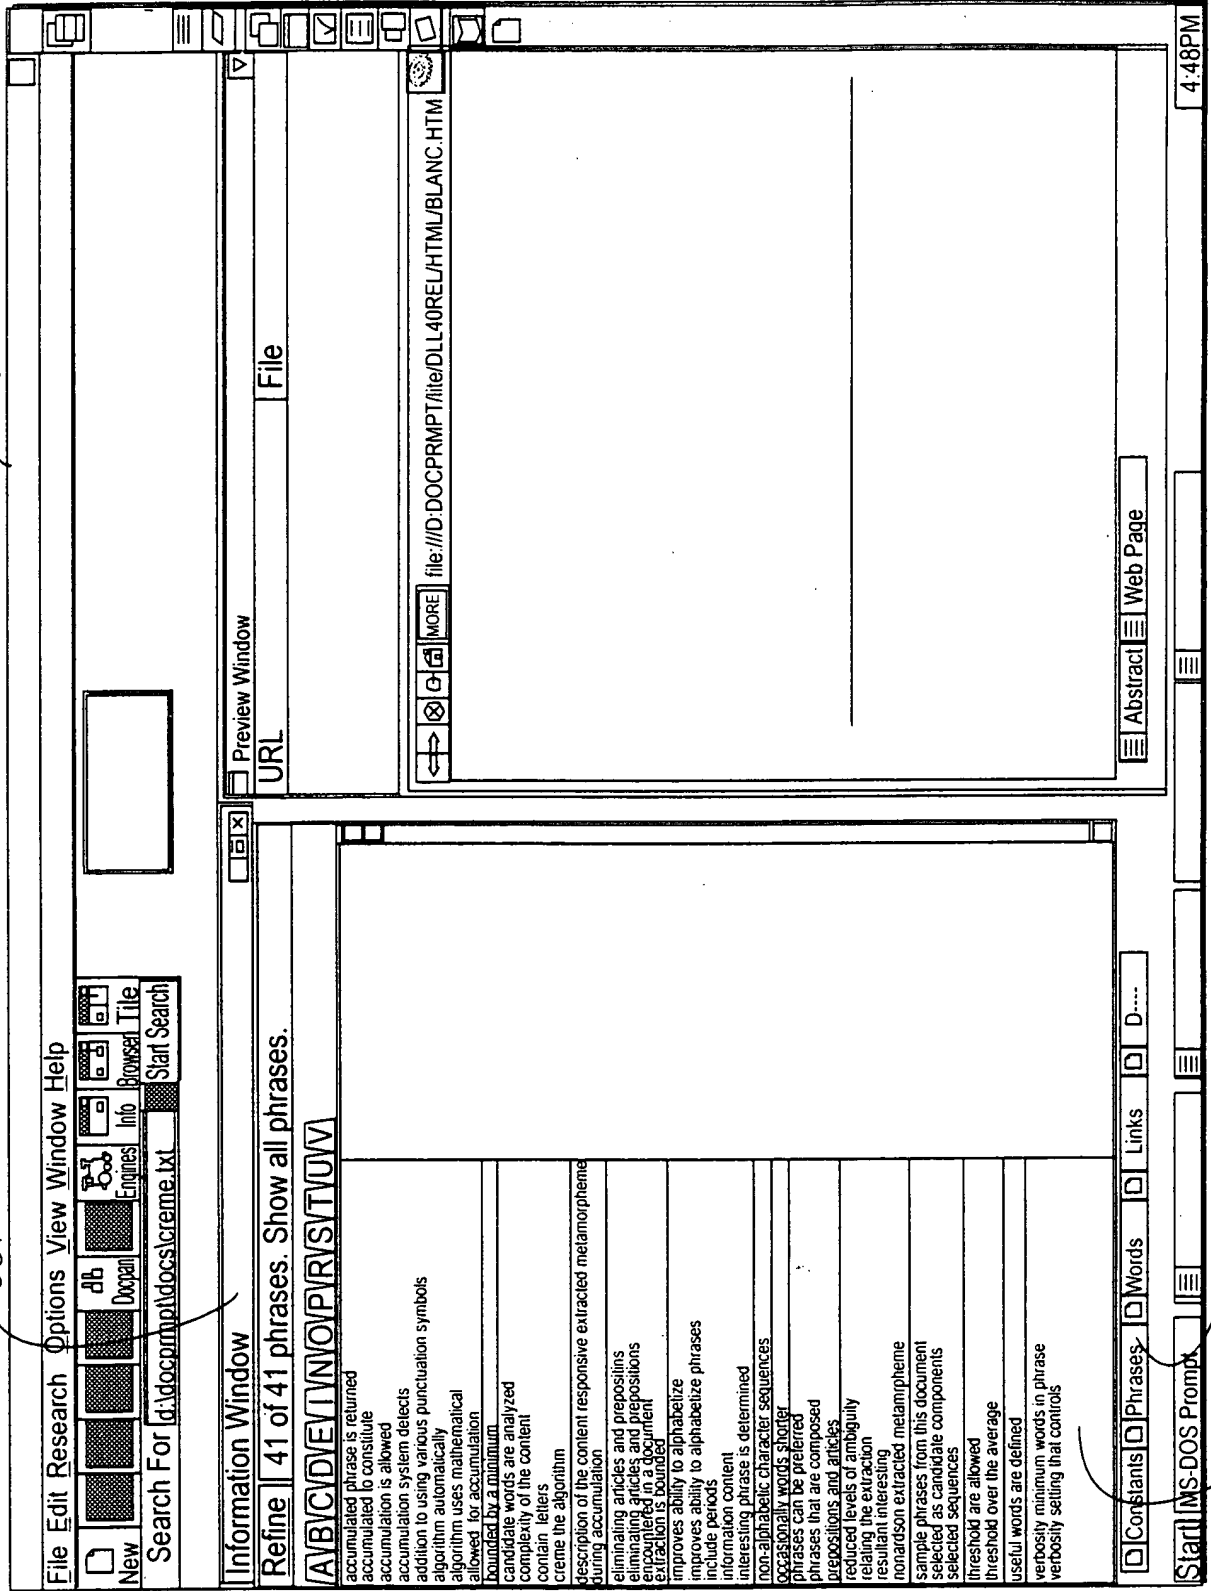 File Edit Research Options View Window Help
New Docpan Engines Info Browser Tile
Search For d:\docprmpt\docs\creme.txt Start Search
Information Window
Refine 41 of 41 phrases. Show all phrases.
A\/B\/C\/D\/E\/I\/N\/O\/P\/R\/S\/T\/U\/V
accumulated phrase is returned
accumulated to constitute
accumulation is allowed
accumulation system detects
addition to using various punctuation symbols
algorithm automatically
algorithm uses mathematical
allowed for accumulation
bounded by a minimum
candidate words are analyzed
complexity of the content
contain letters
creme the algorithm
description of the content responsive extracted metamorpheme
during accumulation
eliminating articles and prepositins
eliminating articles and prepositions
encountered in a document
extraction is bounded
improves ability to alphabetize
improves ability to alphabetize phrases
include periods
information content
interesting phrase is determined
non-alphabetic character sequences
occasionally words shorter
phrases can be preferred
phrases that are composed
prepositions and articles
reduced levels of ambiguity
relating the extraction
resultant interesting
nonardson extracted metamrpheme
sample phrases from this document
selected as candidate components
selected sequences
threshold are allowed
threshold over the average
useful words are defined
verbosity minimum words in phrase
verbosity setting that controls
Constants Phrases Words Links D----
Preview Window
URL File
MORE file:///D:DOCPRMPT/lite/DLL40REL/HTML/BLANC.HTM
Abstract Web Page
Start MS-DOS Prompt 4:48PM